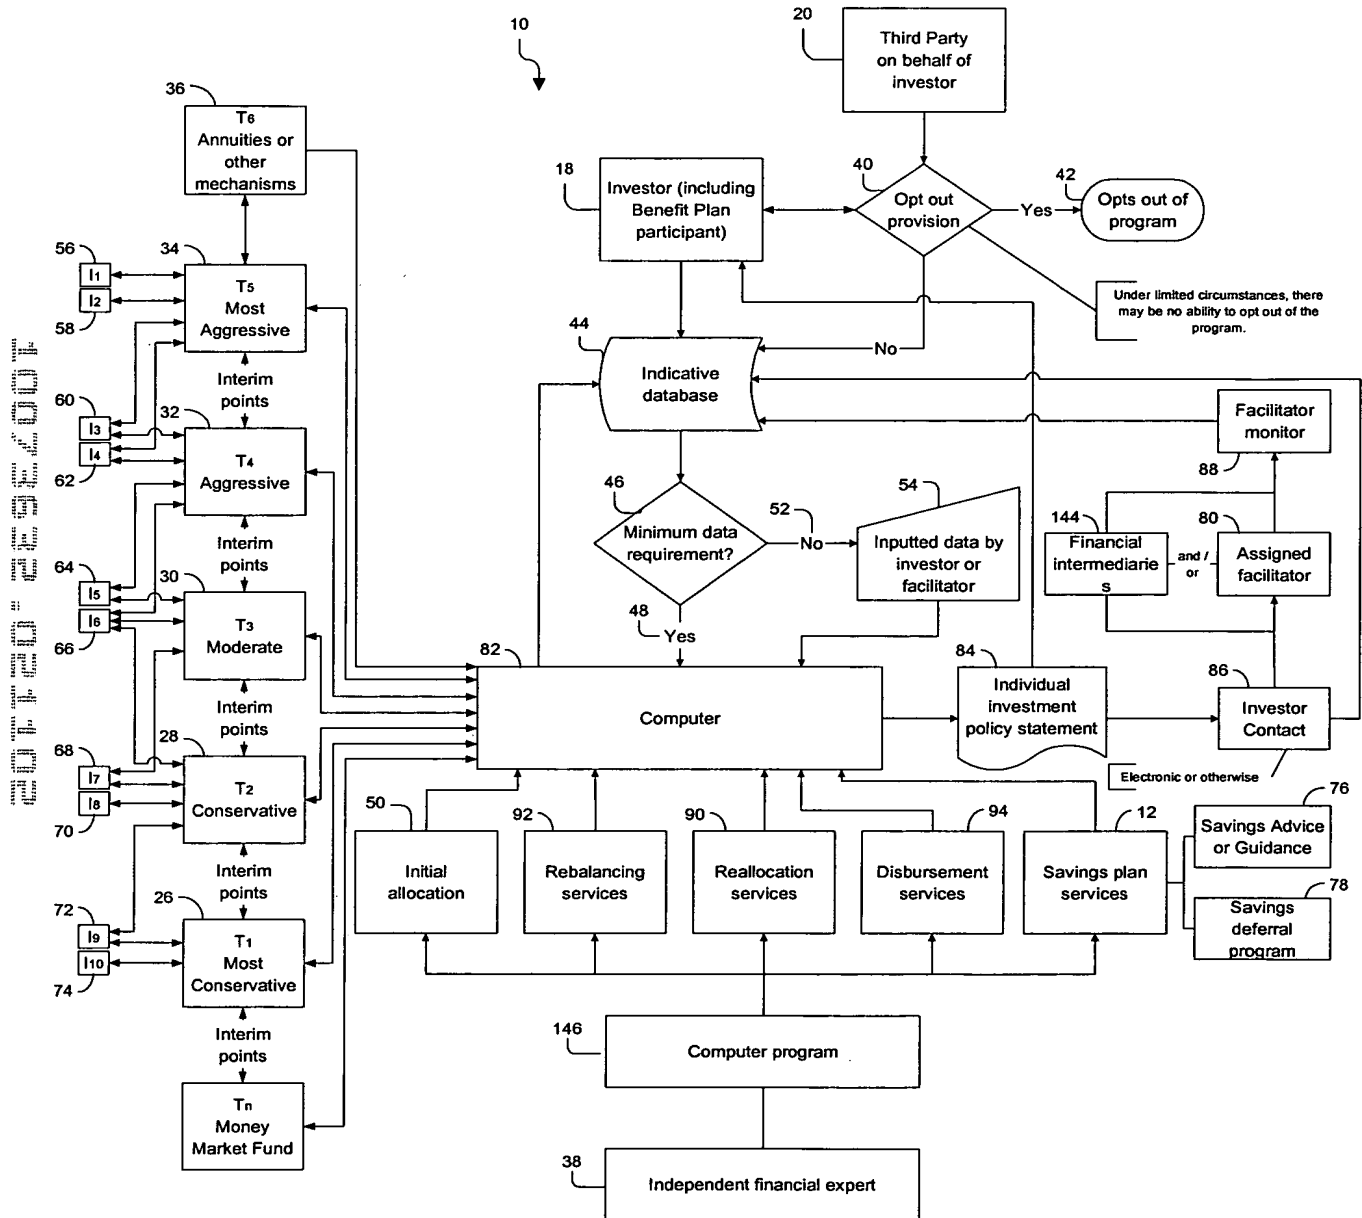 10
20
Third Party
on behalf of
investor
36
T6
Annuities or
other
mechanisms
18
Investor (including
Benefit Plan
participant)
40
Opt out
provision
Yes
42
Opts out of
program
Under limited circumstances, there
may be no ability to opt out of the
program.
No
56
I1
I2
58
34
T5
Most
Aggressive
Interim
points
44
Indicative
database
60
I3
I4
62
32
T4
Aggressive
Interim
points
Facilitator
monitor
88
46
Minimum data
requirement?
52
No
54
Inputted data by
investor or
facilitator
144
Financial
intermediarie
s
and /
or
80
Assigned
facilitator
64
I5
I6
66
30
T3
Moderate
Interim
points
48
Yes
82
Computer
84
Individual
investment
policy statement
86
Investor
Contact
Electronic or otherwise
68
I7
I8
70
28
T2
Conservative
Interim
points
50
Initial
allocation
92
Rebalancing
services
90
Reallocation
services
94
Disbursement
services
12
Savings plan
services
76
Savings Advice
or Guidance
78
Savings
deferral
program
72
I9
I10
74
26
T1
Most
Conservative
Interim
points
Tn
Money
Market Fund
146
Computer program
38
Independent financial expert